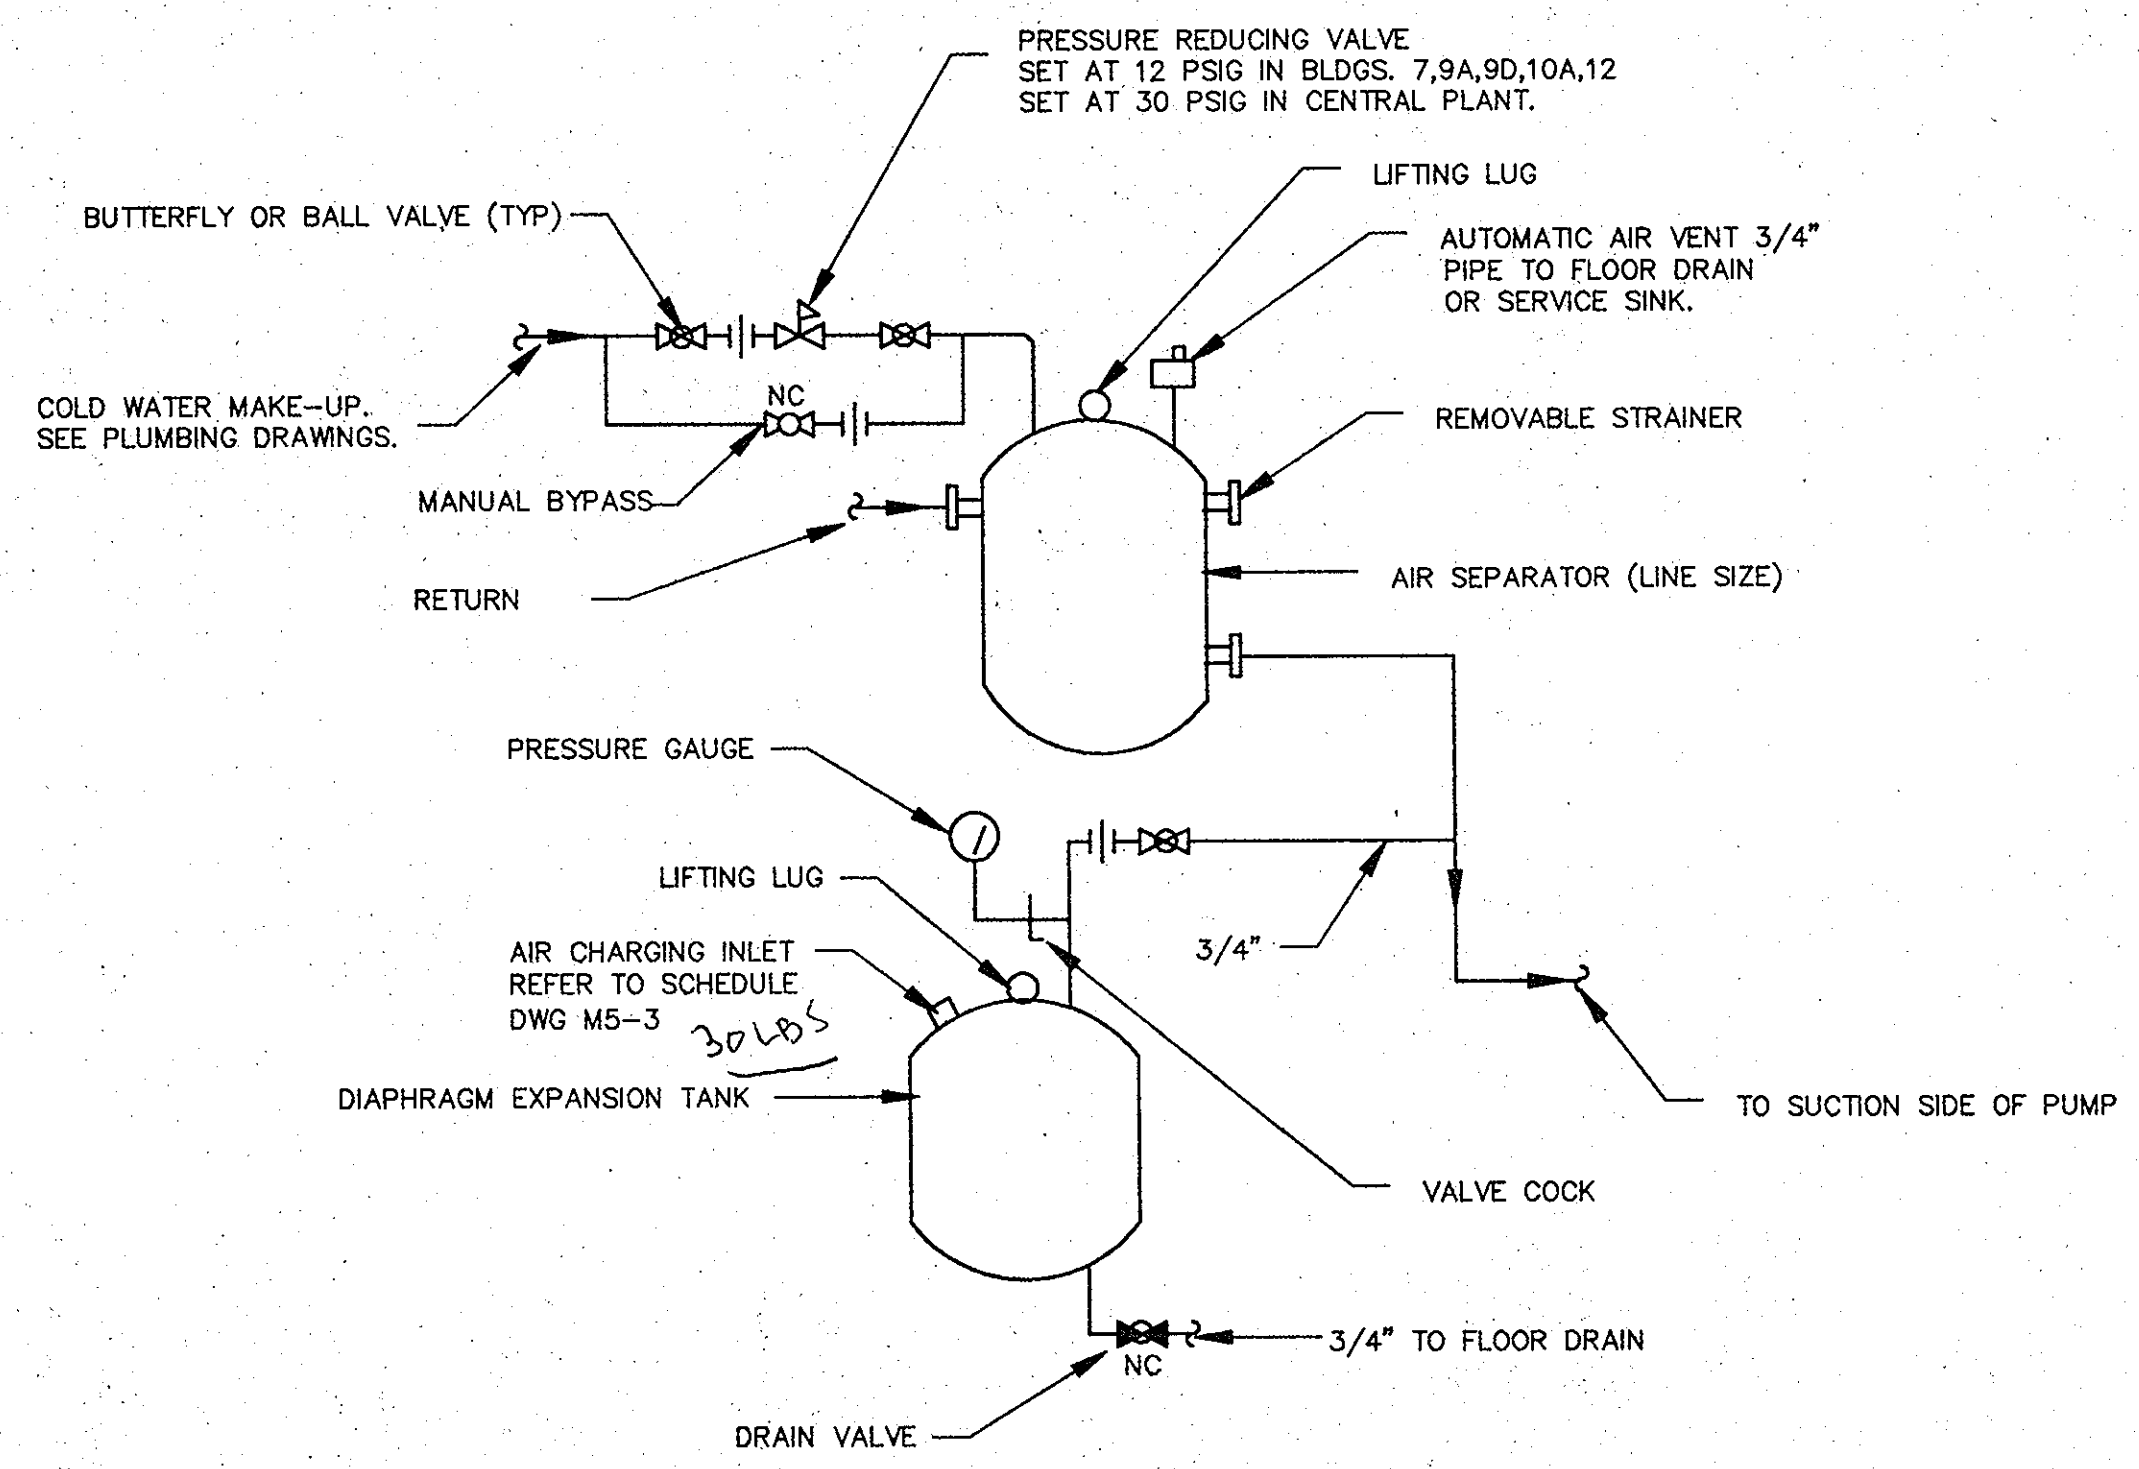 PRESSURE REDUCING VALVE
SET AT 12 PSIG IN BLDGS. 7,9A,9D,10A,12
SET AT 30 PSIG IN CENTRAL PLANT.
LIFTING LUG
BUTTERFLY OR BALL VALVE (TYP)
AUTOMATIC AIR VENT 3/4"
PIPE TO FLOOR DRAIN
OR SERVICE SINK.
NC
COLD WATER MAKE-UP.
SEE PLUMBING DRAWINGS.
REMOVABLE STRAINER
MANUAL BYPASS
AIR SEPARATOR (LINE SIZE)
RETURN
PRESSURE GAUGE
LIFTING LUG
3/4"
AIR CHARGING INLET
REFER TO SCHEDULE
DWG M5-3
30 LBS
DIAPHRAGM EXPANSION TANK
TO SUCTION SIDE OF PUMP
VALVE COCK
3/4" TO FLOOR DRAIN
NC
DRAIN VALVE